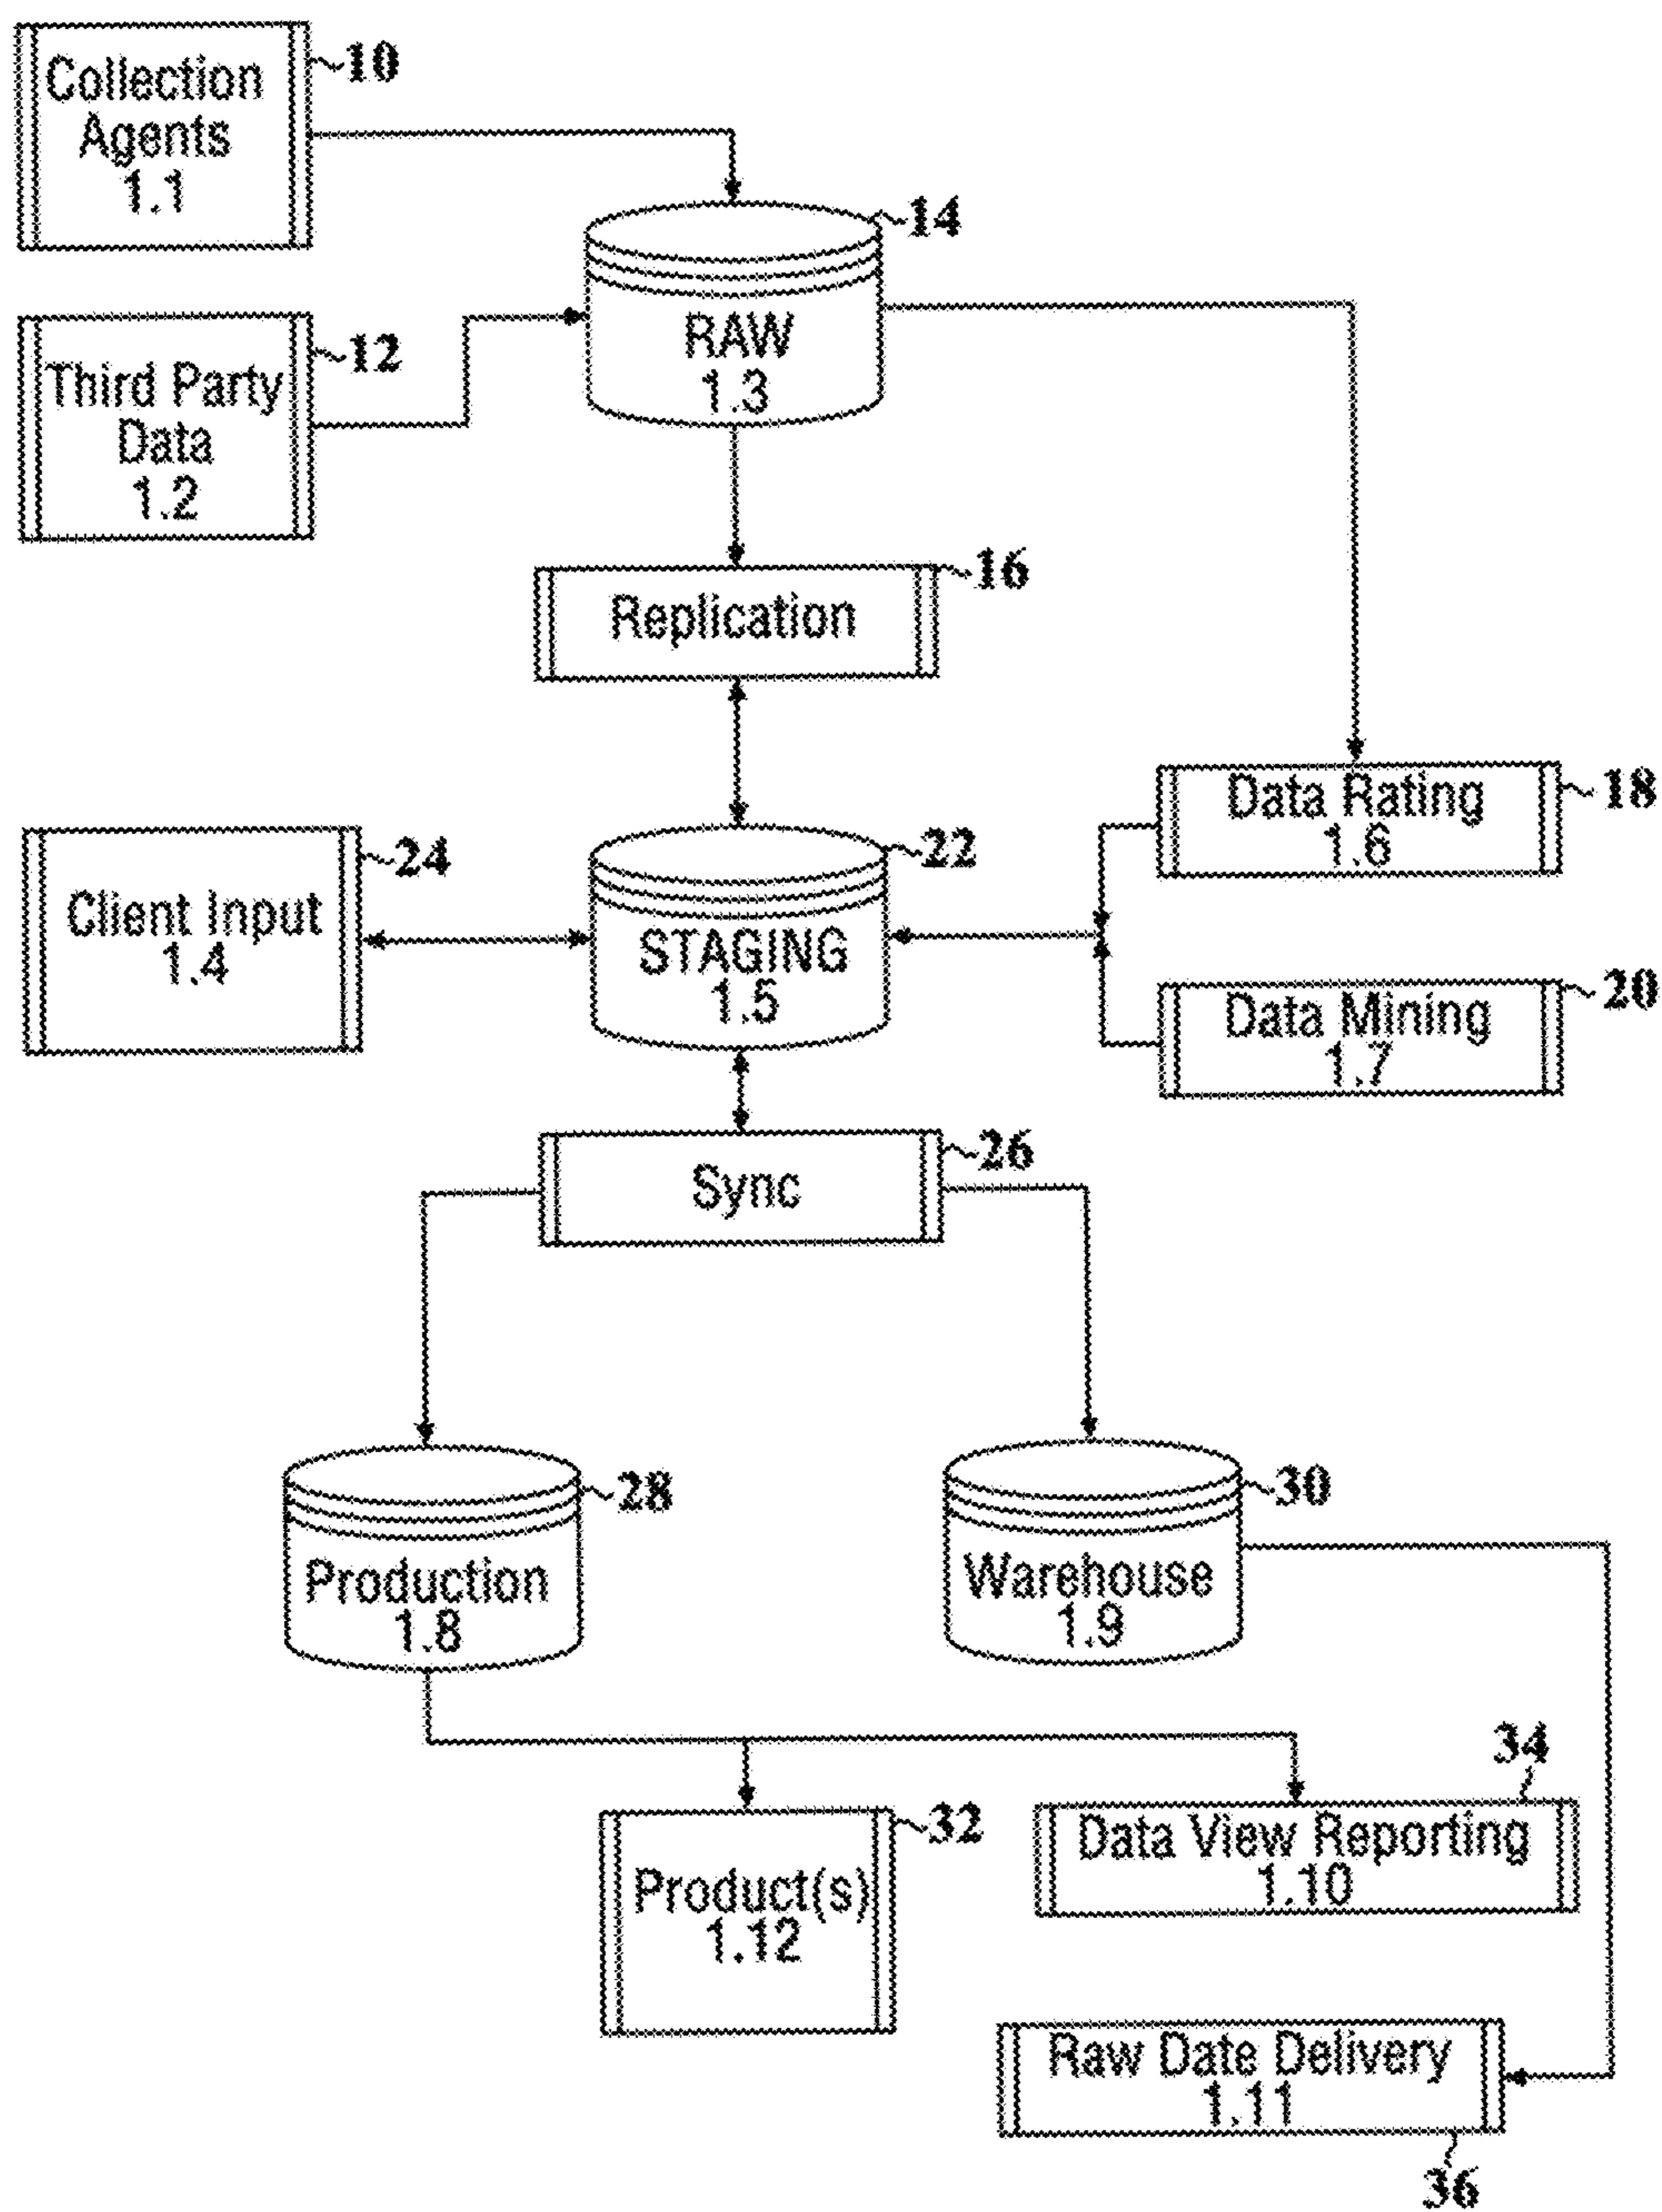 Collection
Agents
1.1
10
Third Party
Data
1.2
12
RAW
1.3
14
Replication
16
Data Rating
1.6
18
Client Input
1.4
24
STAGING
1.5
22
Data Mining
1.7
20
Sync
26
Production
1.8
28
Warehouse
1.9
30
Product(s)
1.12
32
34
Data View Reporting
1.10
Raw Date Delivery
1.11
36